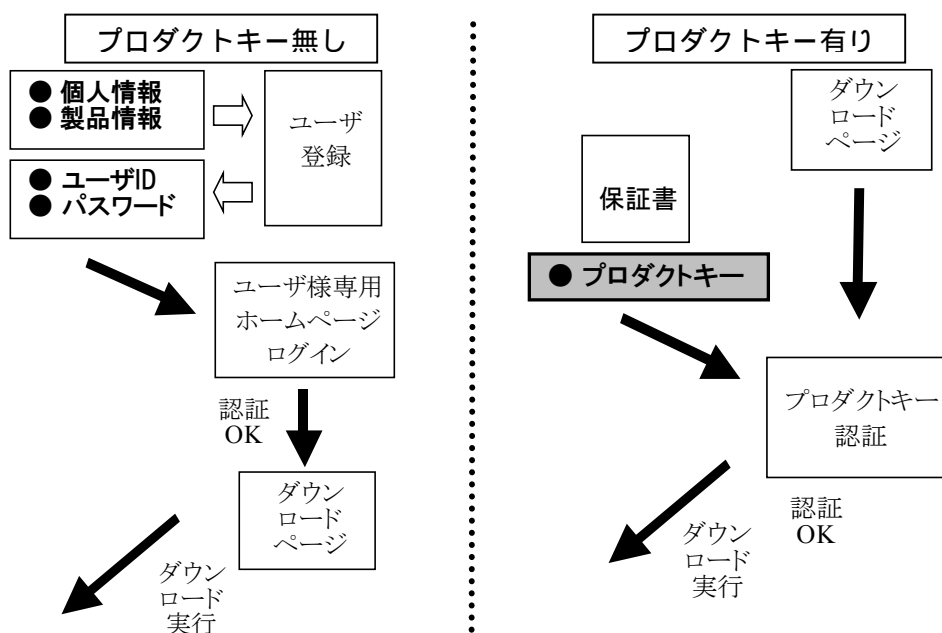 プロダクトキー無し
● 個人情報
● 製品情報
ユーザ
登録
● ユーザID
● パスワード
ユーザ様専用
ホームページ
ログイン
認証
OK
ダウン
ロード
ページ
ダウン
ロード
実行
プロダクトキー有り
ダウン
ロード
ページ
保証書
● プロダクトキー
プロダクトキー
認証
認証
OK
ダウン
ロード
実行